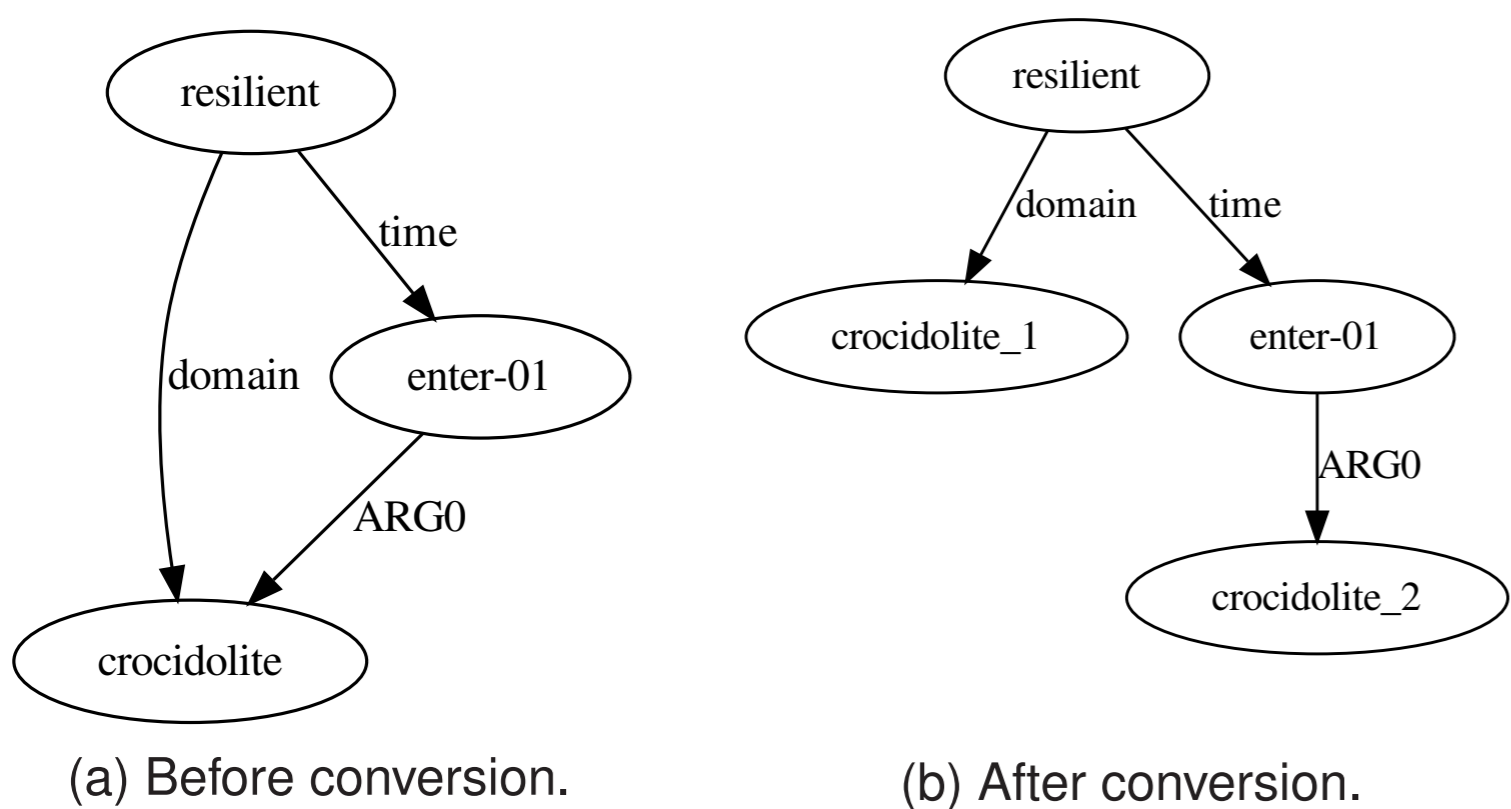 resilient
time
domain
enter-01
ARG0
crocidolite
(a) Before conversion.
resilient
domain
time
crocidolite_1
enter-01
ARG0
crocidolite_2
(b) After conversion.